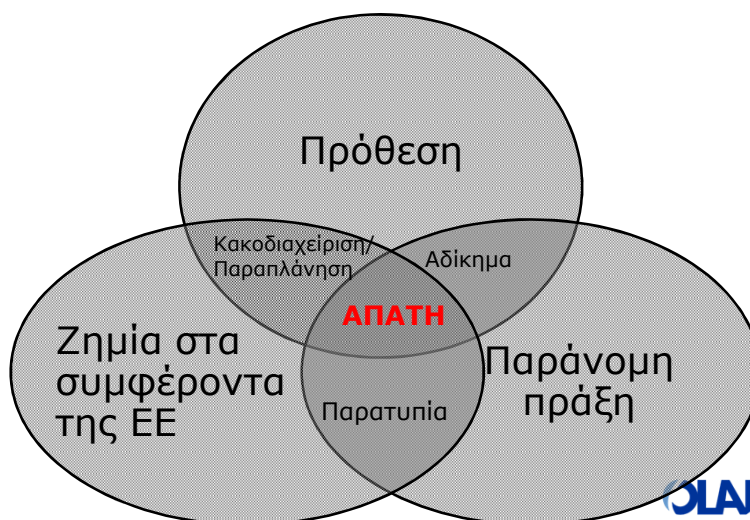 Πρόθεση
Κακοδιαχείριση/
Παραπλάνηση
Αδίκημα
ΑΠΑΤΗ
Ζημία στα
συμφέροντα
της ΕΕ
Παράνομη
πράξη
Παρατυπία